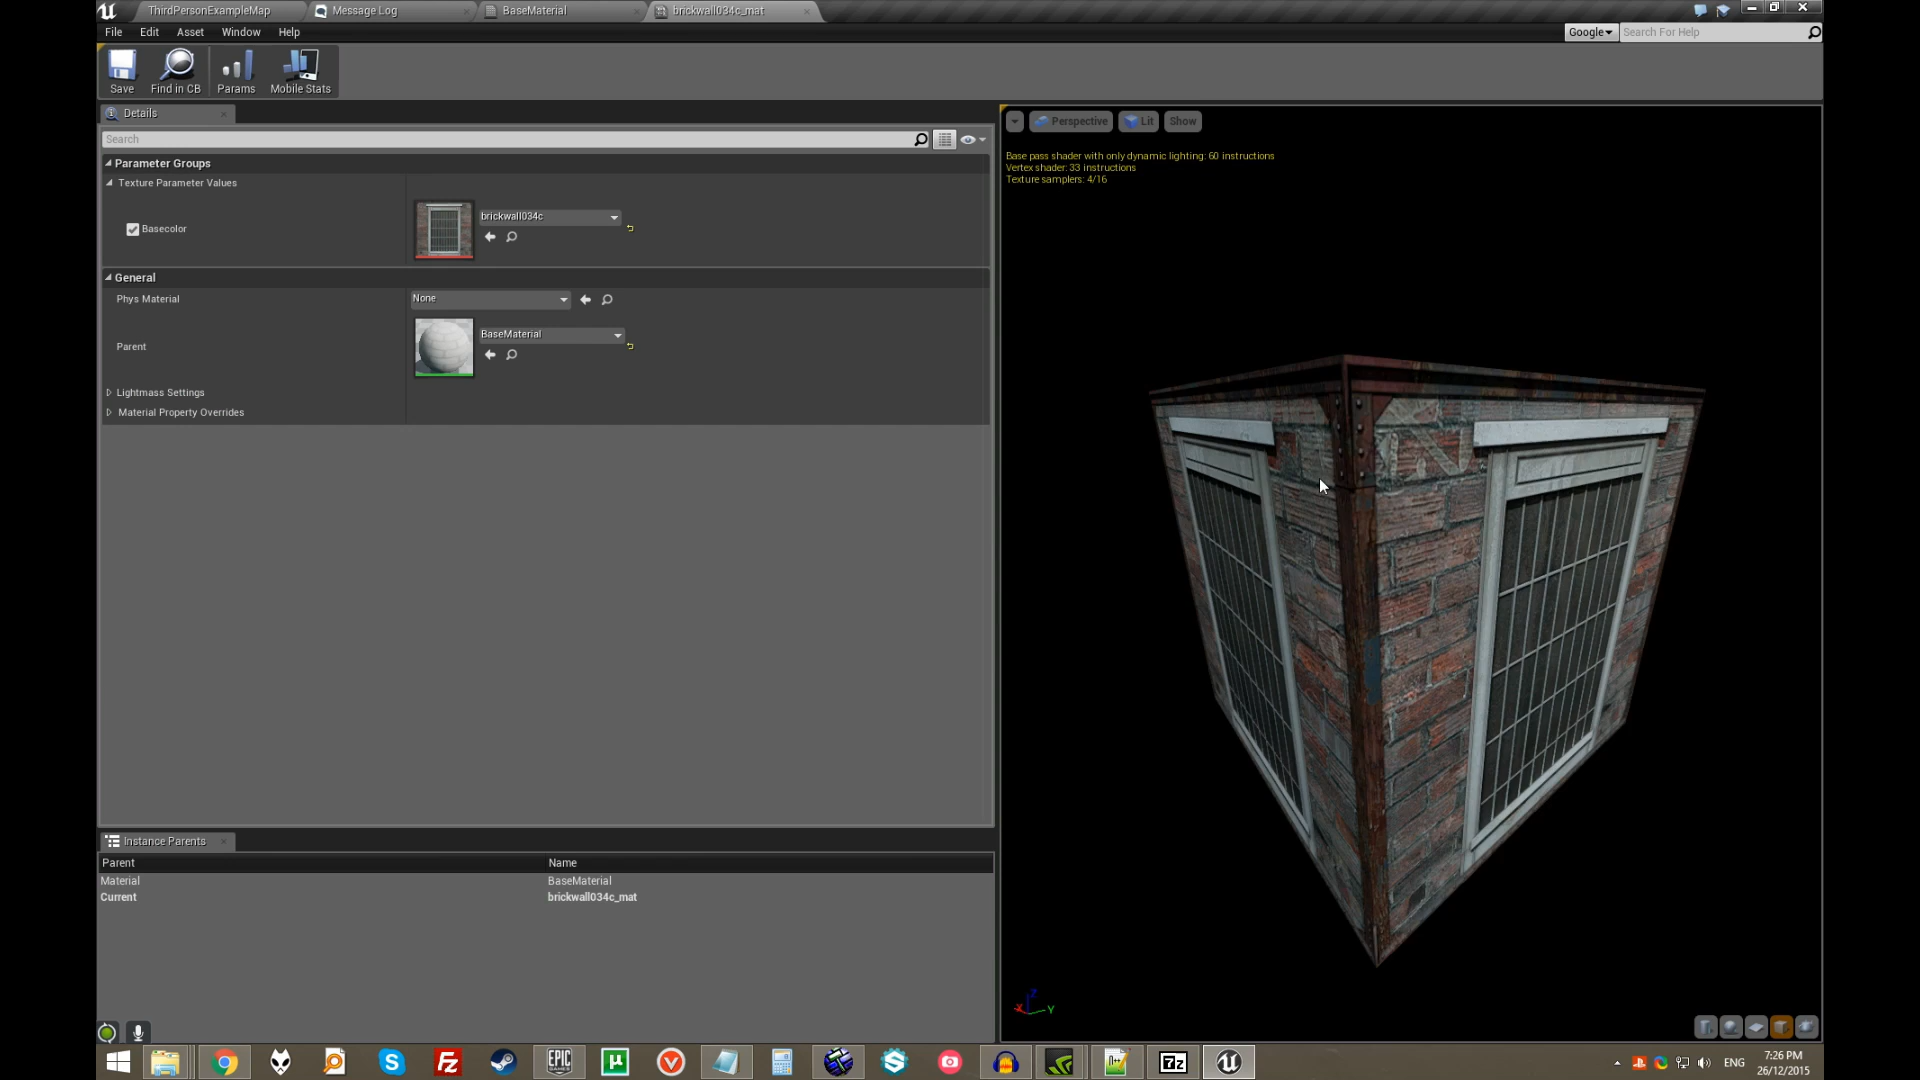 ThirdPersonExampleMap
Message Log
BaseMaterial
brickwall034c_mat
File Edit Asset Window Help
Google
Search For Help
Save
Find in CB
Params
Mobile Stats
Details
Search
Parameter Groups
Texture Parameter Values
Basecolor
brickwall034c
General
Phys Material
None
Parent
BaseMaterial
Lightmass Settings
Material Property Overrides
Instance Parents
Parent Name
Material BaseMaterial
Current brickwall034c_mat
Perspective
Lit
Show
Base pass shader with only dynamic lighting: 60 instructions
Vertex shader: 33 instructions
Texture samplers: 4/16
Z
X
Y
EPIC
GAMES
7z
ENG
7:26 PM
26/12/2015